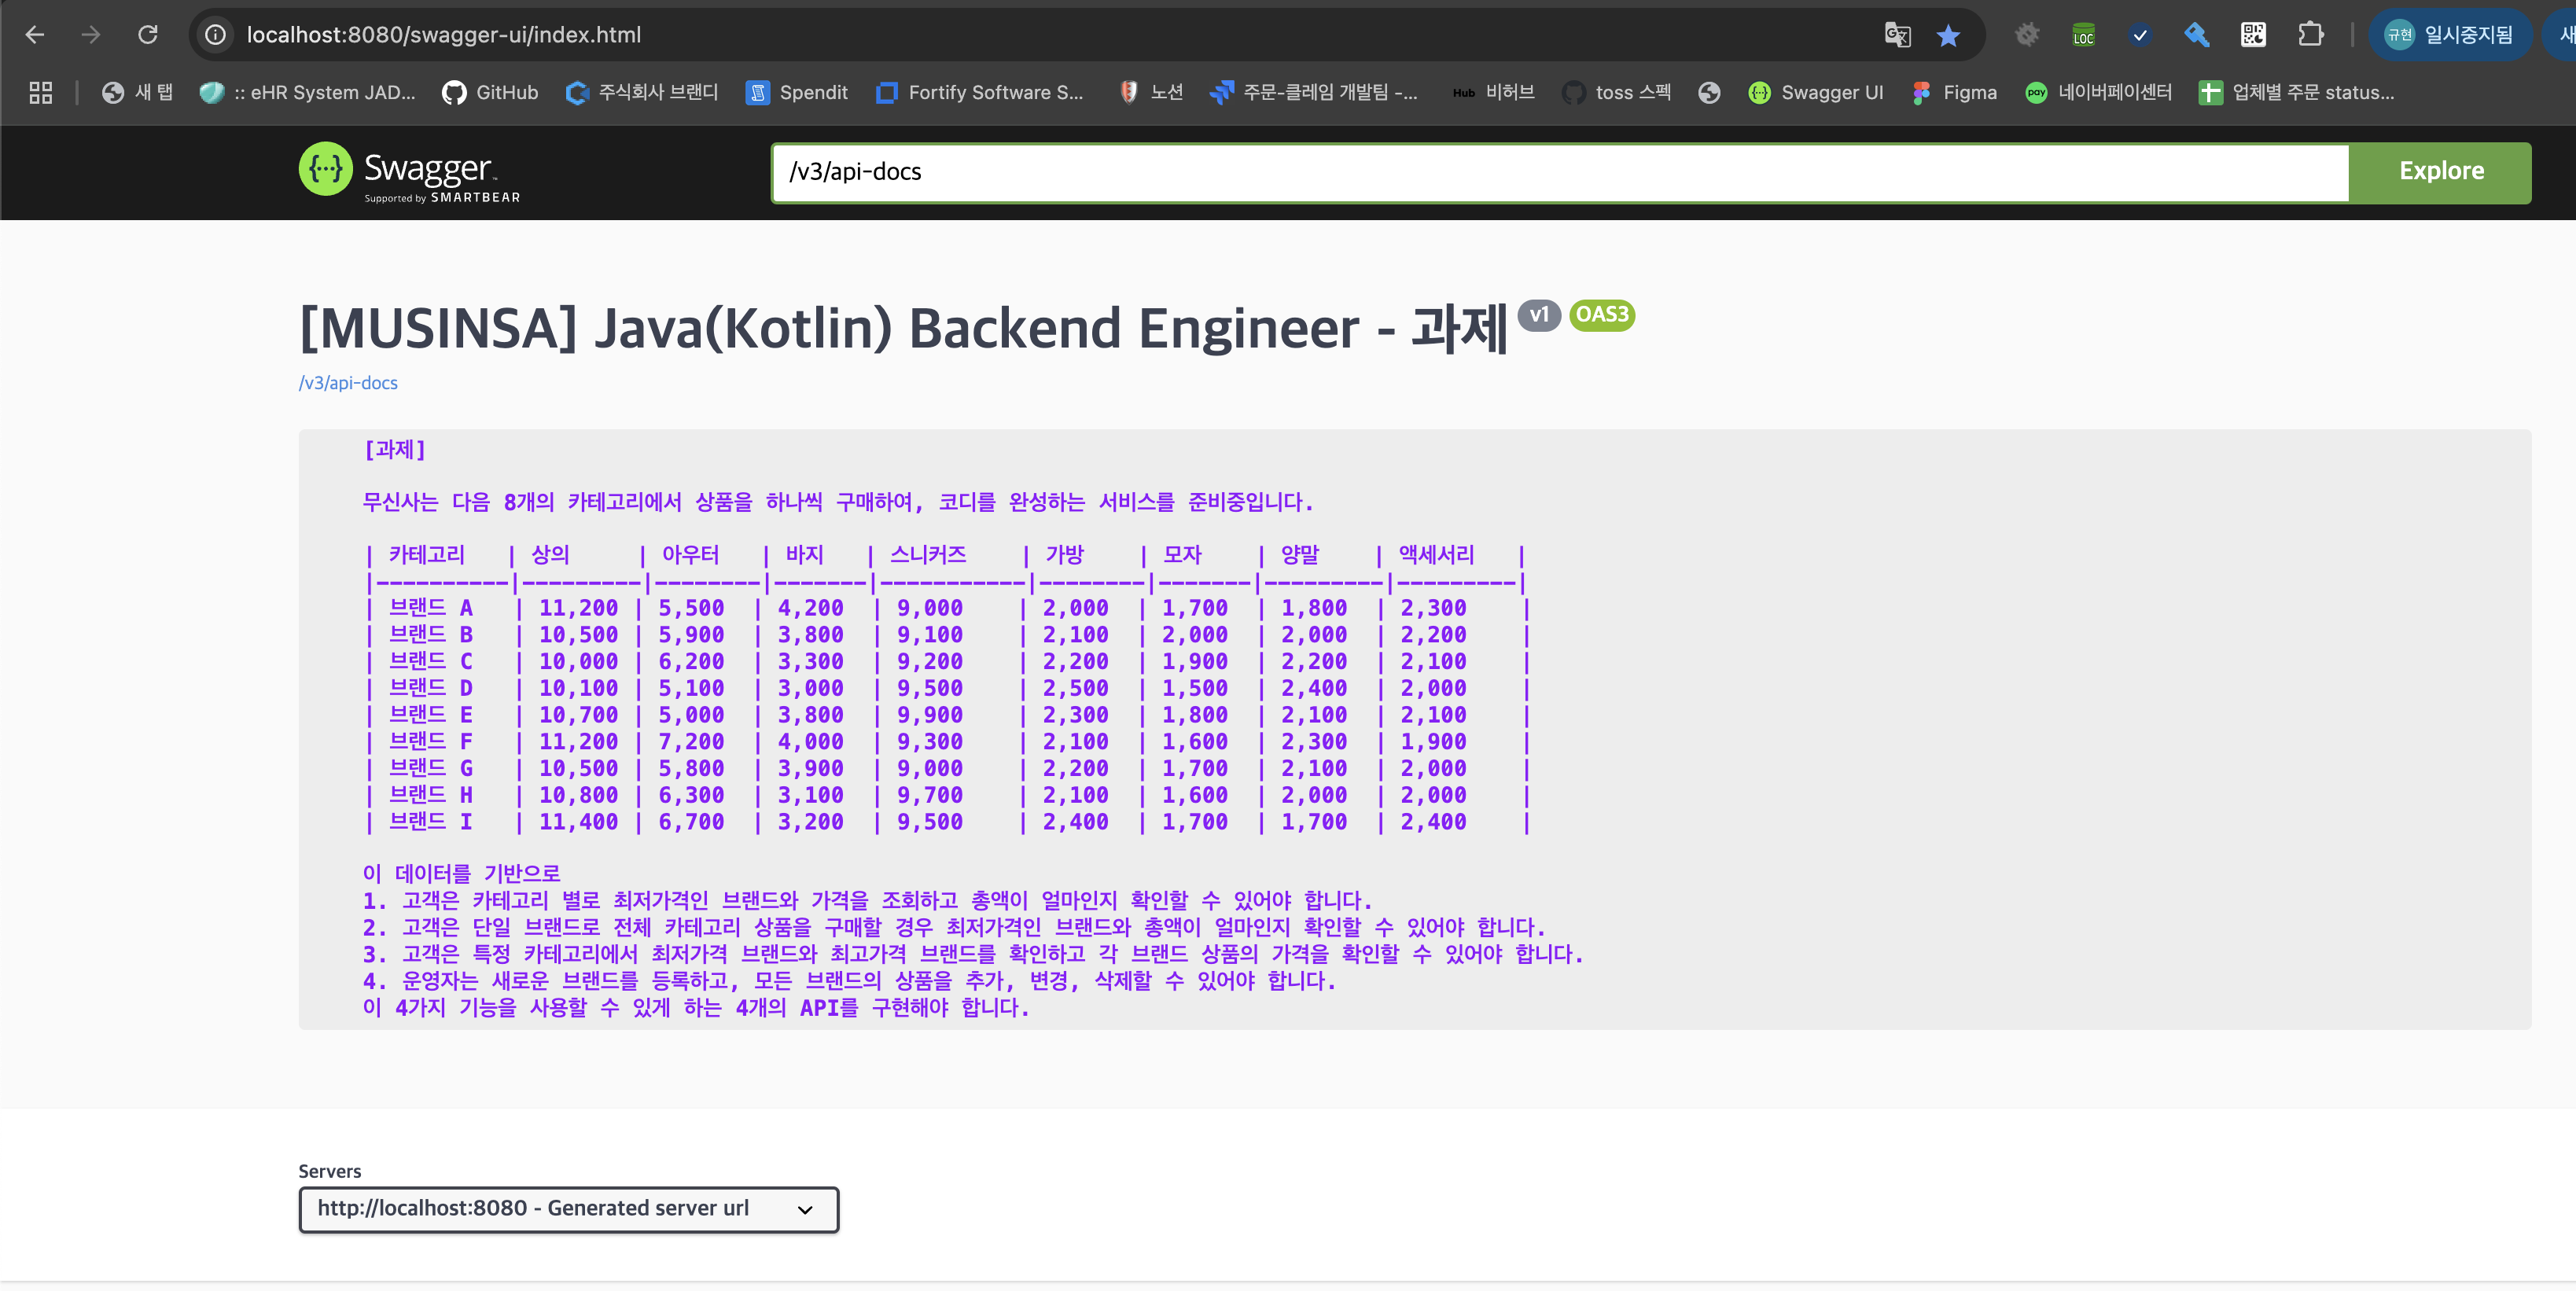 localhost:8080/swagger-ui/index.html
LOC
규현 일시중지됨
새 탭
:: eHR System JAD...
GitHub
주식회사 브랜디
Spendit
Fortify Software S...
노션
주문-클레임 개발팀 -...
Hub 비허브
toss 스펙
Swagger UI
Figma
pay 네이버페이센터
업체별 주문 status...
Swagger
Supported by SMARTBEAR
/v3/api-docs
Explore
[MUSINSA] Java(Kotlin) Backend Engineer - 과제 v1 OAS3
/v3/api-docs
[과제]
무신사는 다음 8개의 카테고리에서 상품을 하나씩 구매하여, 코디를 완성하는 서비스를 준비중입니다.
| 카테고리 | 상의 | 아우터 | 바지 | 스니커즈 | 가방 | 모자 | 양말 | 액세서리 |
|----------|---------|--------|-------|-----------|--------|-------|---------|---------|
| 브랜드 A | 11,200 | 5,500 | 4,200 | 9,000 | 2,000 | 1,700 | 1,800 | 2,300 |
| 브랜드 B | 10,500 | 5,900 | 3,800 | 9,100 | 2,100 | 2,000 | 2,000 | 2,200 |
| 브랜드 C | 10,000 | 6,200 | 3,300 | 9,200 | 2,200 | 1,900 | 2,200 | 2,100 |
| 브랜드 D | 10,100 | 5,100 | 3,000 | 9,500 | 2,500 | 1,500 | 2,400 | 2,000 |
| 브랜드 E | 10,700 | 5,000 | 3,800 | 9,900 | 2,300 | 1,800 | 2,100 | 2,100 |
| 브랜드 F | 11,200 | 7,200 | 4,000 | 9,300 | 2,100 | 1,600 | 2,300 | 1,900 |
| 브랜드 G | 10,500 | 5,800 | 3,900 | 9,000 | 2,200 | 1,700 | 2,100 | 2,000 |
| 브랜드 H | 10,800 | 6,300 | 3,100 | 9,700 | 2,100 | 1,600 | 2,000 | 2,000 |
| 브랜드 I | 11,400 | 6,700 | 3,200 | 9,500 | 2,400 | 1,700 | 1,700 | 2,400 |
이 데이터를 기반으로
1. 고객은 카테고리 별로 최저가격인 브랜드와 가격을 조회하고 총액이 얼마인지 확인할 수 있어야 합니다.
2. 고객은 단일 브랜드로 전체 카테고리 상품을 구매할 경우 최저가격인 브랜드와 총액이 얼마인지 확인할 수 있어야 합니다.
3. 고객은 특정 카테고리에서 최저가격 브랜드와 최고가격 브랜드를 확인하고 각 브랜드 상품의 가격을 확인할 수 있어야 합니다.
4. 운영자는 새로운 브랜드를 등록하고, 모든 브랜드의 상품을 추가, 변경, 삭제할 수 있어야 합니다.
이 4가지 기능을 사용할 수 있게 하는 4개의 API를 구현해야 합니다.
Servers
http://localhost:8080 - Generated server url